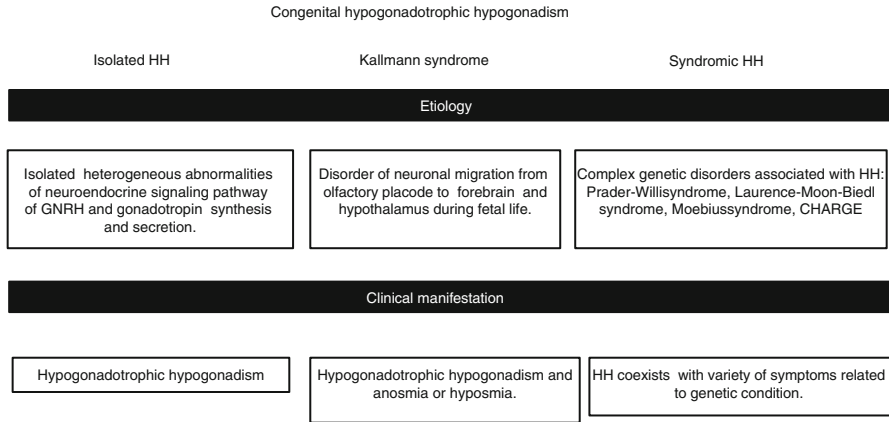 Congenital hypogonadotrophic hypogonadism
Isolated HH
Kallmann syndrome
Syndromic HH
Etiology
Isolated heterogeneous abnormalities
of neuroendocrine signaling pathway
of GNRH and gonadotropin synthesis
and secretion.
Disorder of neuronal migration from
olfactory placode to forebrain and
hypothalamus during fetal life.
Complex genetic disorders associated with HH:
Prader-Willisyndrome, Laurence-Moon-Biedl
syndrome, Moebiussyndrome, CHARGE
Clinical manifestation
Hypogonadotrophic hypogonadism
Hypogonadotrophic hypogonadism and
anosmia or hyposmia.
HH coexists with variety of symptoms related
to genetic condition.